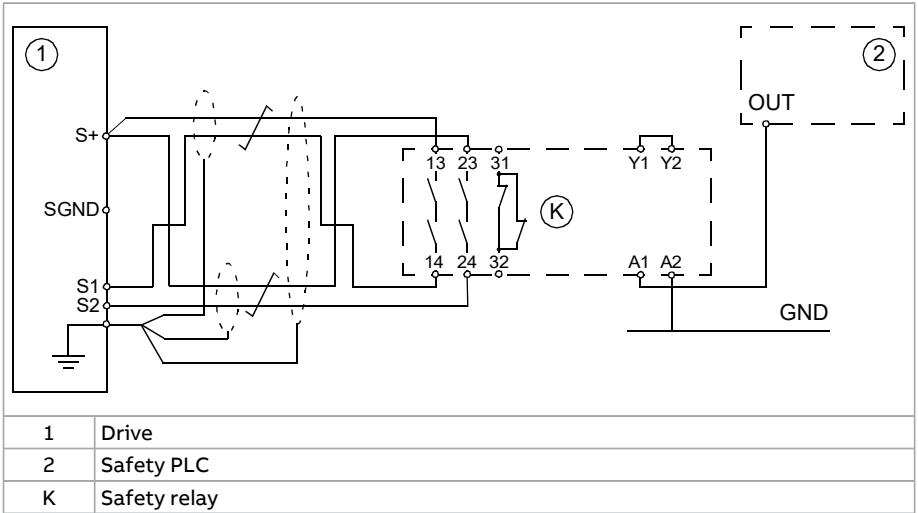 1
2
OUT
S+
13 23 31
Y1 Y2
SGND
K
14 24 32
A1 A2
S1
S2
GND
1 Drive
2 Safety PLC
K Safety relay